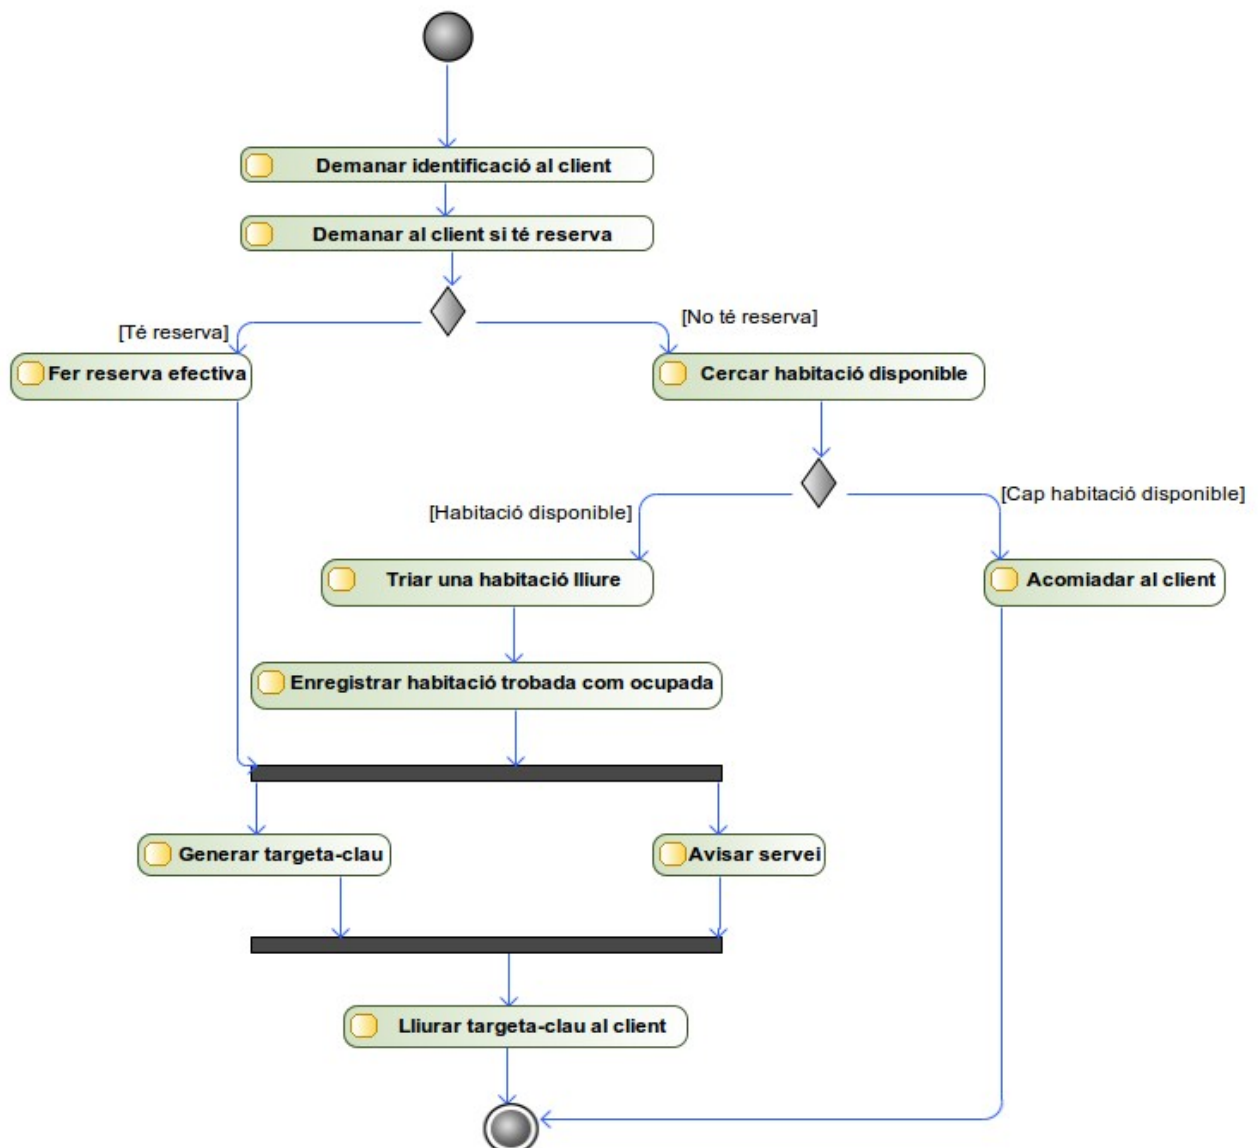 Demanar identificació al client
Demanar al client si té reserva
[Té reserva]
[No té reserva]
Fer reserva efectiva
Cercar habitació disponible
[Habitació disponible]
[Cap habitació disponible]
Triar una habitació lliure
Acomiadar al client
Enregistrar habitació trobada com ocupada
Generar targeta-clau
Avisar servei
Lliurar targeta-clau al client